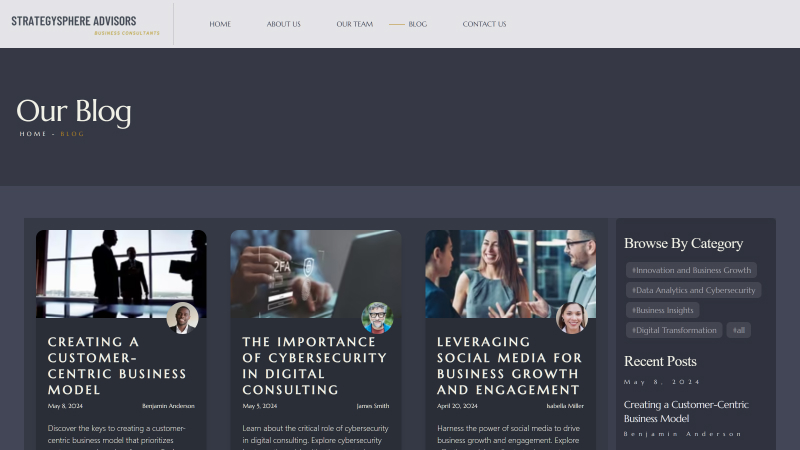 STRATEGYSPHERE ADVISORS
BUSINESS CONSULTANTS
HOME
ABOUT US
OUR TEAM
BLOG
CONTACT US
Our Blog
HOME - BLOG
2FA
CREATING A
CUSTOMER-
CENTRIC BUSINESS
MODEL
May 8, 2024
Benjamin Anderson
Discover the keys to creating a customer-
centric business model that prioritizes
THE IMPORTANCE
OF CYBERSECURITY
IN DIGITAL
CONSULTING
May 5, 2024
James Smith
Learn about the critical role of cybersecurity
in digital consulting. Explore cybersecurity
LEVERAGING
SOCIAL MEDIA FOR
BUSINESS GROWTH
AND ENGAGEMENT
April 20, 2024
Isabella Miller
Harness the power of social media to drive
business growth and engagement. Explore
Browse By Category
#Innovation and Business Growth
#Data Analytics and Cybersecurity
#Business Insights
#Digital Transformation
#all
Recent Posts
May 8, 2024
Creating a Customer-Centric
Business Model
Benjamin Anderson